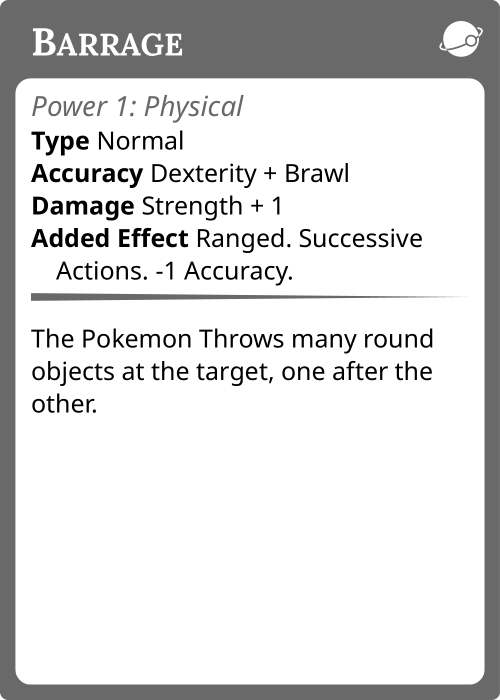 Barrage
Power 1: Physical
Type Normal
Accuracy Dexterity + Brawl
Damage Strength + 1
Added Effect Ranged. Successive
Actions. -1 Accuracy.
The Pokemon Throws many round
objects at the target, one after the
other.